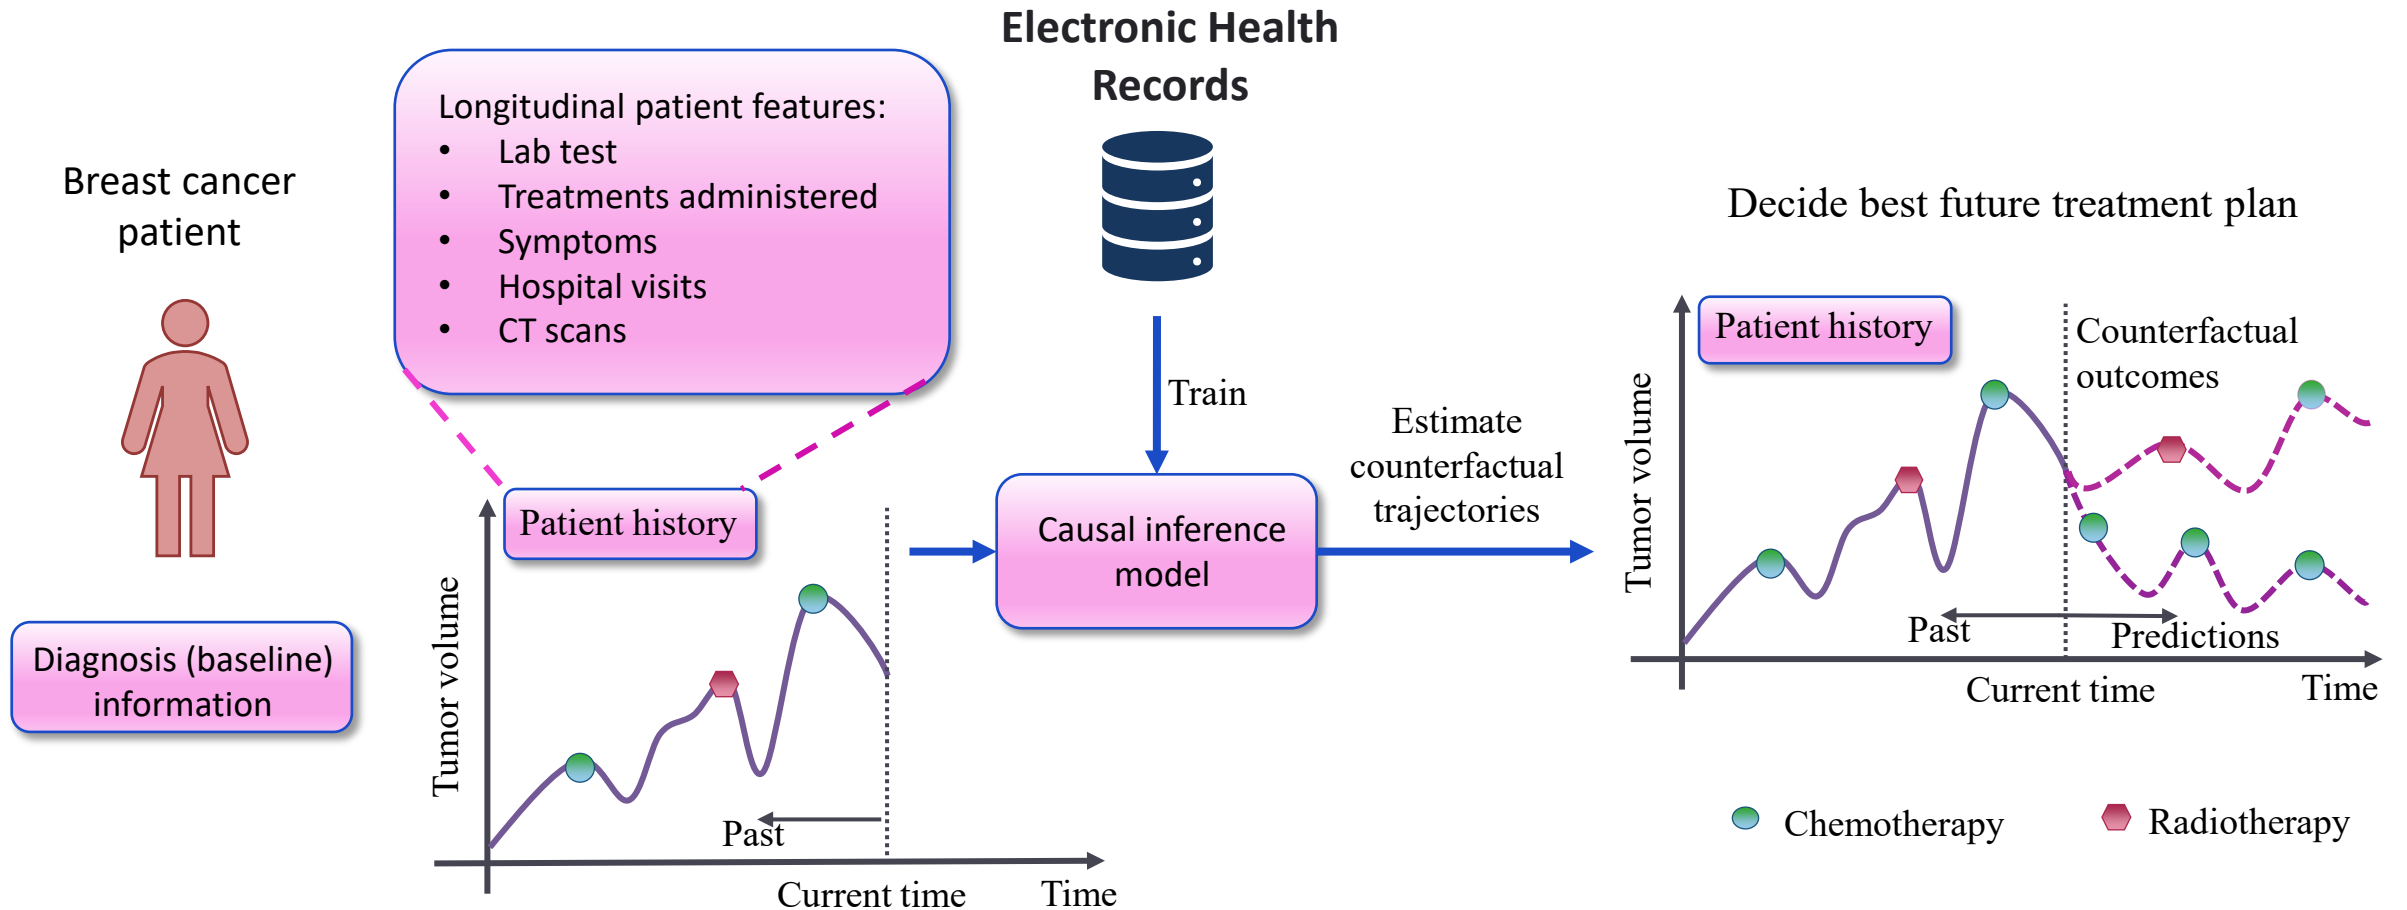 Electronic Health
Records
Longitudinal patient features:
• Lab test
• Treatments administered
• Symptoms
• Hospital visits
• CT scans
Breast cancer
patient
Diagnosis (baseline)
information
Patient history
Tumor volume
Past
Current time
Time
Train
Causal inference
model
Estimate
counterfactual
trajectories
Decide best future treatment plan
Patient history
Counterfactual
outcomes
Tumor volume
Past
Predictions
Current time
Time
Chemotherapy
Radiotherapy